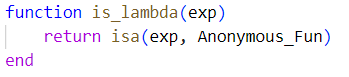 function is_lambda(exp)
    return isa(exp, Anonymous_Fun)
end